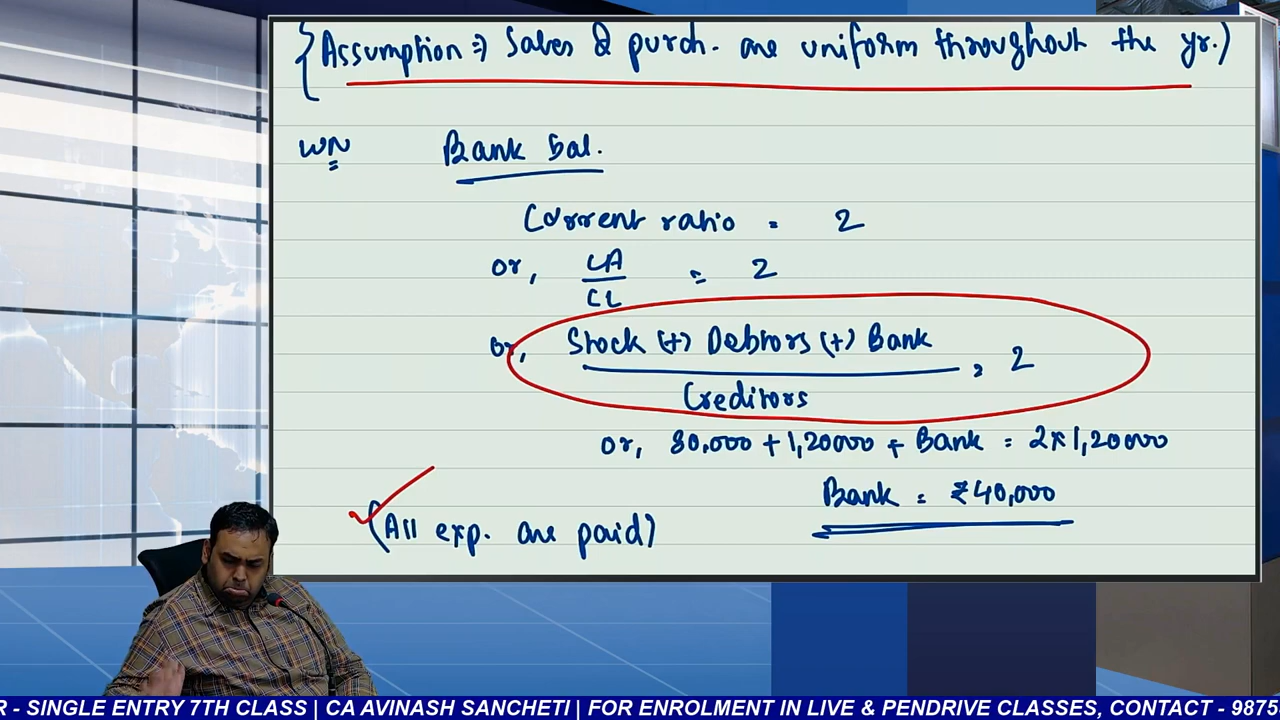 {Assumption ⇒ Sales & purch. are uniform throughout the yr.)
WN Bank Bal.
Current ratio = 2
or, CA / CL = 2
or, Stock (+) Debtors (+) Bank / Creditors = 2
or, 80,000 + 1,20000 + Bank = 2x1,20000
Bank = ₹40,000
(All exp. are paid)
R - SINGLE ENTRY 7TH CLASS | CA AVINASH SANCHETI | FOR ENROLMENT IN LIVE & PENDRIVE CLASSES, CONTACT - 9875